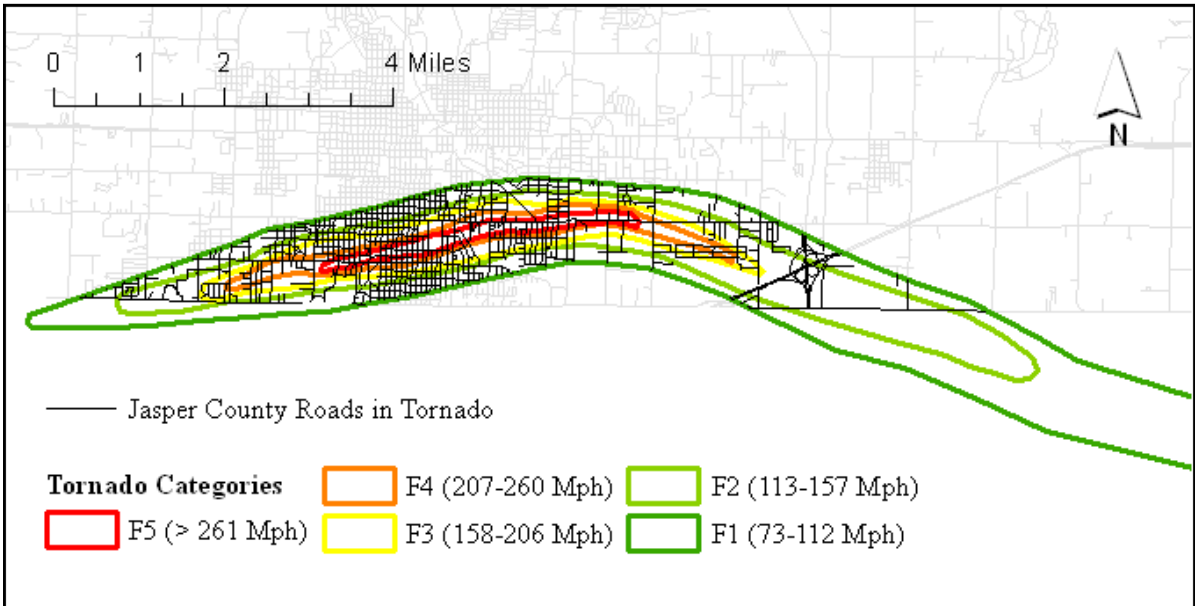 0 1 2 4 Miles
N
Jasper County Roads in Tornado
Tornado Categories
F5 (> 261 Mph)
F4 (207-260 Mph)
F3 (158-206 Mph)
F2 (113-157 Mph)
F1 (73-112 Mph)